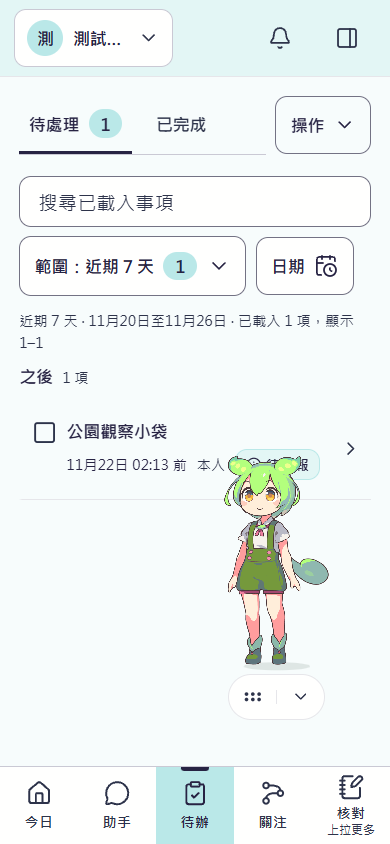 測 測試...
待處理 1 已完成 操作
搜尋已載入事項
範圍：近期 7 天 1 日期
近期 7 天 · 11月20日至11月26日 · 已載入 1 項，顯示
1–1
之後 1 項
公園觀察小袋
11月22日 02:13 前 本人
今日 助手 待辦 關注 核對
上拉更多